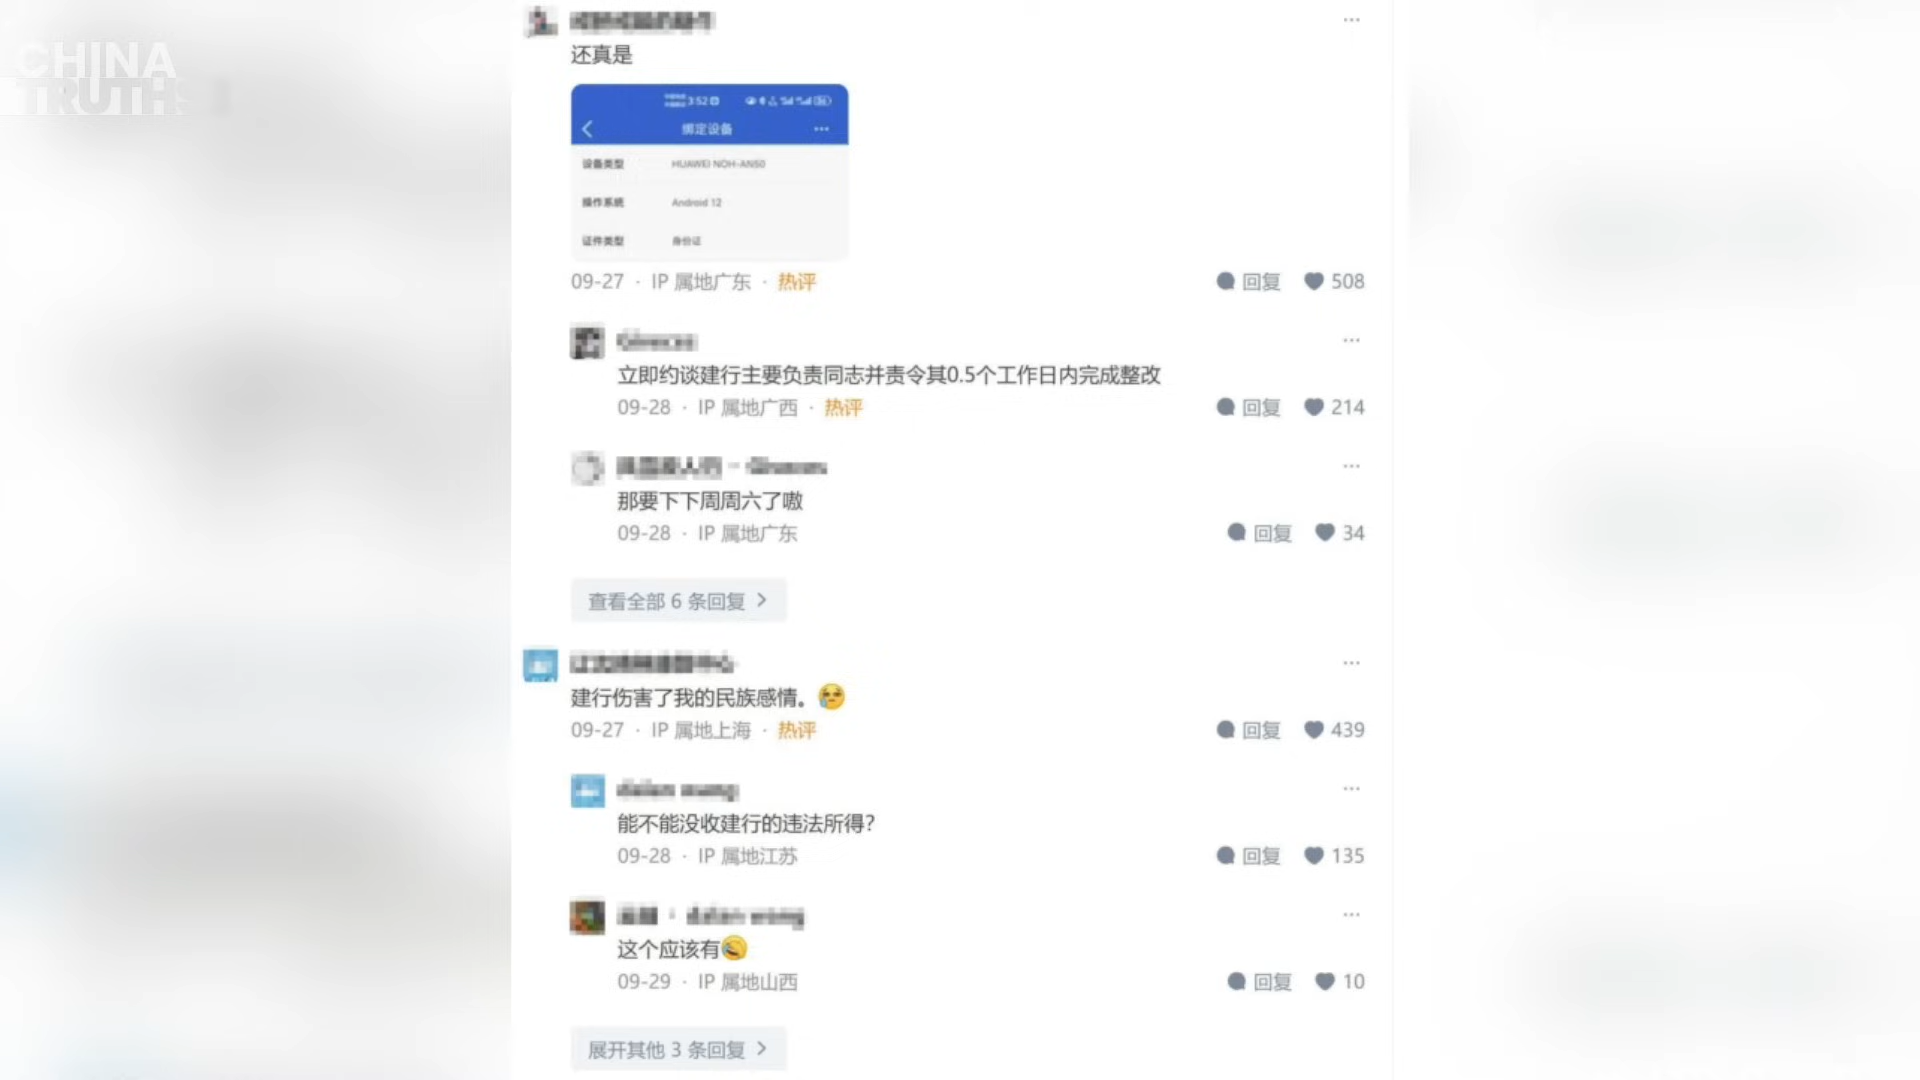 CHINA
TRUTHS
还真是
3:52
绑定设备
设备类型 HUAWEI NOH-AN50
操作系统 Android 12
证件类型 身份证
09-27 · IP 属地广东 · 热评 回复 508
立即约谈建行主要负责同志并责令其0.5个工作日内完成整改
09-28 · IP 属地广西 · 热评 回复 214
那要下下周周六了嗷
09-28 · IP 属地广东 回复 34
查看全部 6 条回复 >
建行伤害了我的民族感情。
09-27 · IP 属地上海 · 热评 回复 439
能不能没收建行的违法所得?
09-28 · IP 属地江苏 回复 135
这个应该有
09-29 · IP 属地山西 回复 10
展开其他 3 条回复 >